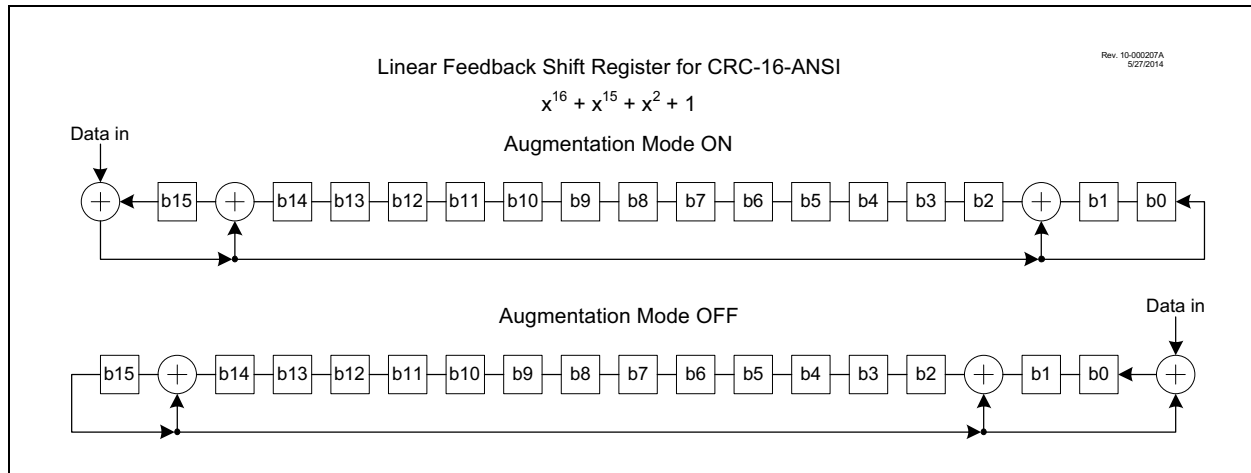 Rev. 10-000207A
5/27/2014
Linear Feedback Shift Register for CRC-16-ANSI
x^16 + x^15 + x^2 + 1
Augmentation Mode ON
Data in
+ b15 + b14 b13 b12 b11 b10 b9 b8 b7 b6 b5 b4 b3 b2 + b1 b0
Augmentation Mode OFF
Data in
b15 + b14 b13 b12 b11 b10 b9 b8 b7 b6 b5 b4 b3 b2 + b1 b0 +